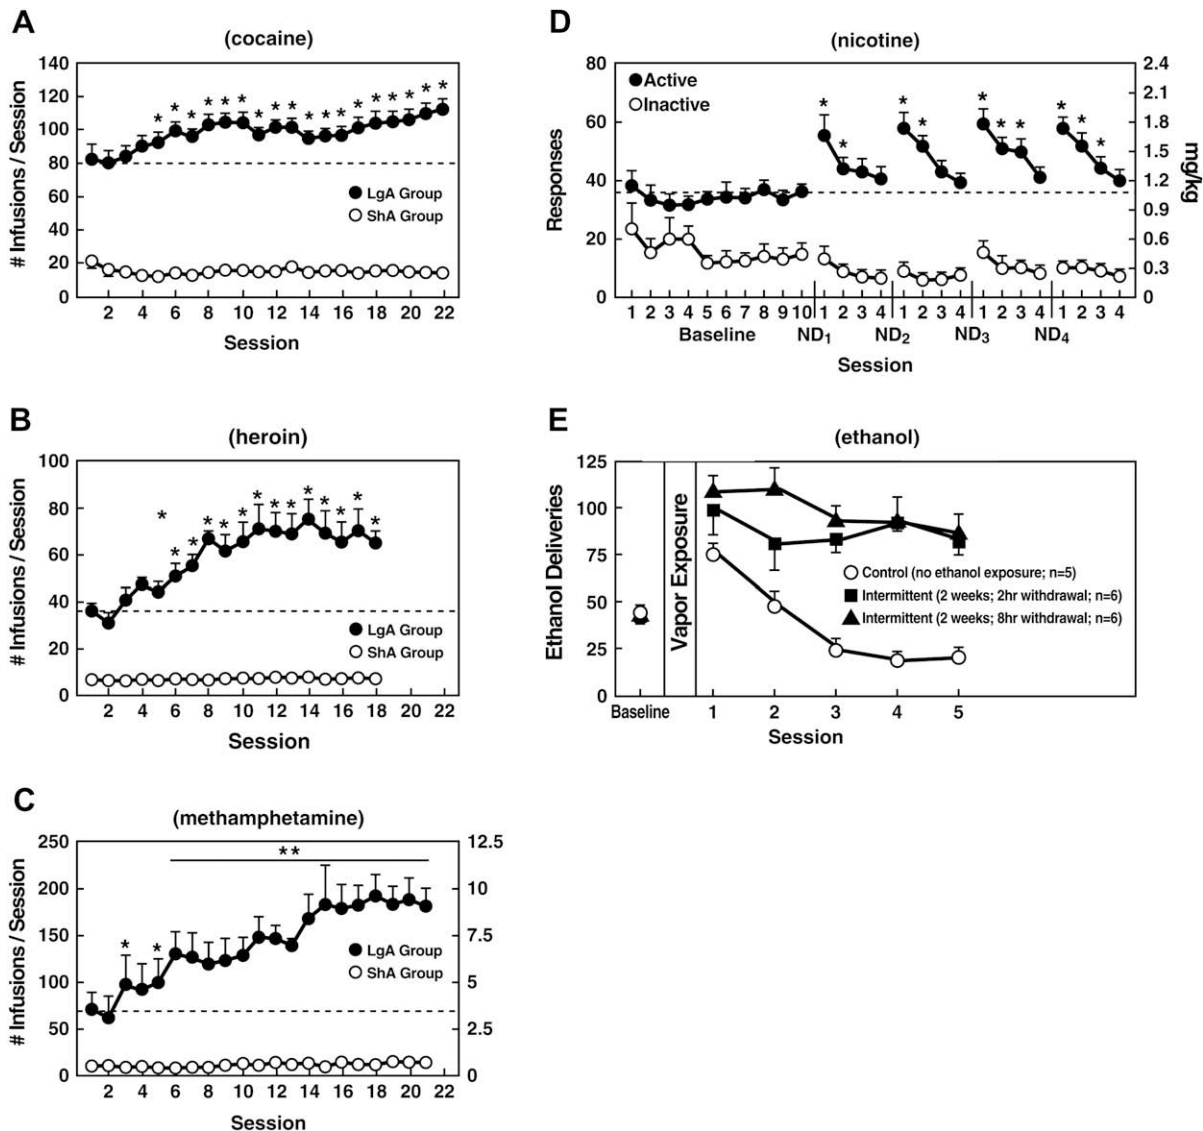 A
(cocaine)
# Infusions / Session
140
120
100
80
60
40
20
0
* * * * * * * * * * * * * * * * * *
LgA Group
ShA Group
2 4 6 8 10 12 14 16 18 20 22
Session
B
(heroin)
# Infusions / Session
100
80
60
40
20
0
* * * * * * * * * * * * * *
LgA Group
ShA Group
2 4 6 8 10 12 14 16 18 20 22
Session
C
(methamphetamine)
# Infusions / Session
250
200
150
100
50
0
12.5
10
7.5
5
2.5
0
* * **
LgA Group
ShA Group
2 4 6 8 10 12 14 16 18 20 22
Session
D
(nicotine)
Responses
80
60
40
20
0
Active
Inactive
* * * * * * * * * *
2.4
2.1
1.8
1.5
1.2
0.9
0.6
0.3
0
mg/kg
1 2 3 4 5 6 7 8 9 10 1 2 3 4 1 2 3 4 1 2 3 4 1 2 3 4
Baseline ND1 ND2 ND3 ND4
Session
E
(ethanol)
Ethanol Deliveries
125
100
75
50
25
0
Vapor Exposure
Control (no ethanol exposure; n=5)
Intermittent (2 weeks; 2hr withdrawal; n=6)
Intermittent (2 weeks; 8hr withdrawal; n=6)
Baseline 1 2 3 4 5
Session